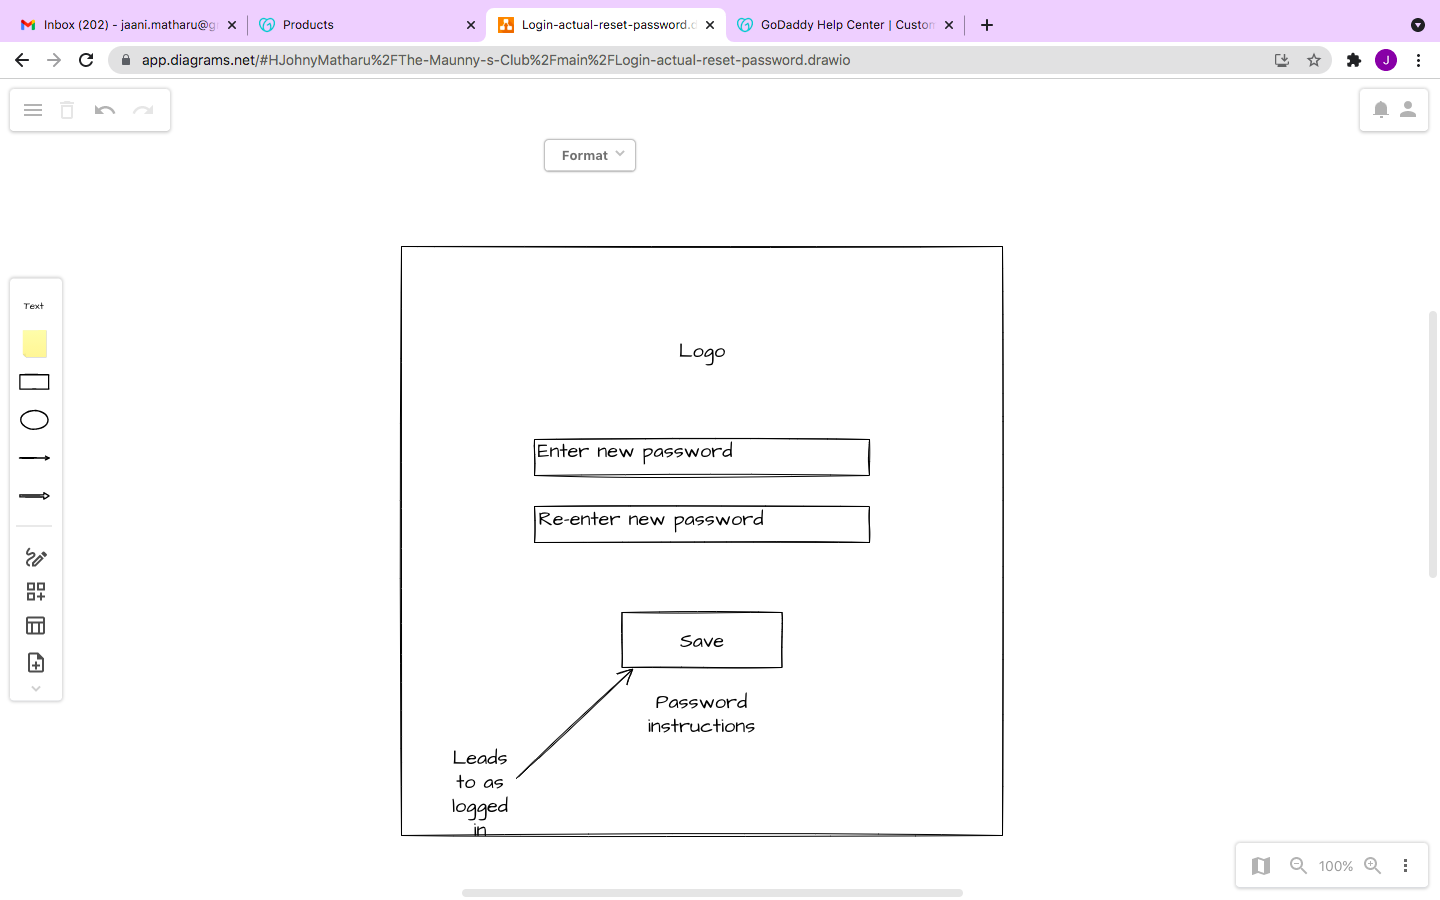 Inbox (202) - jaani.matharu@g
Products
Login-actual-reset-password.d
GoDaddy Help Center | Custom
app.diagrams.net/#HJohnyMatharu%2FThe-Maunny-s-Club%2Fmain%2FLogin-actual-reset-password.drawio
J
Format
Text
Logo
Enter new password
Re-enter new password
Save
Password
instructions
Leads
to as
logged
in
100%